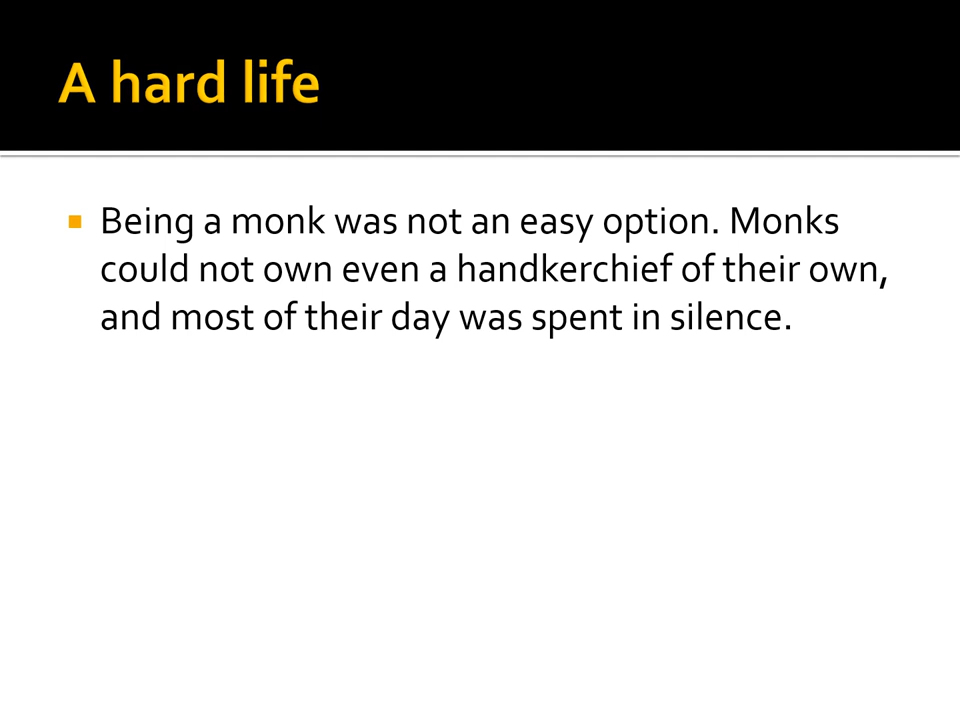 A hard life
Being a monk was not an easy option. Monks
could not own even a handkerchief of their own,
and most of their day was spent in silence.